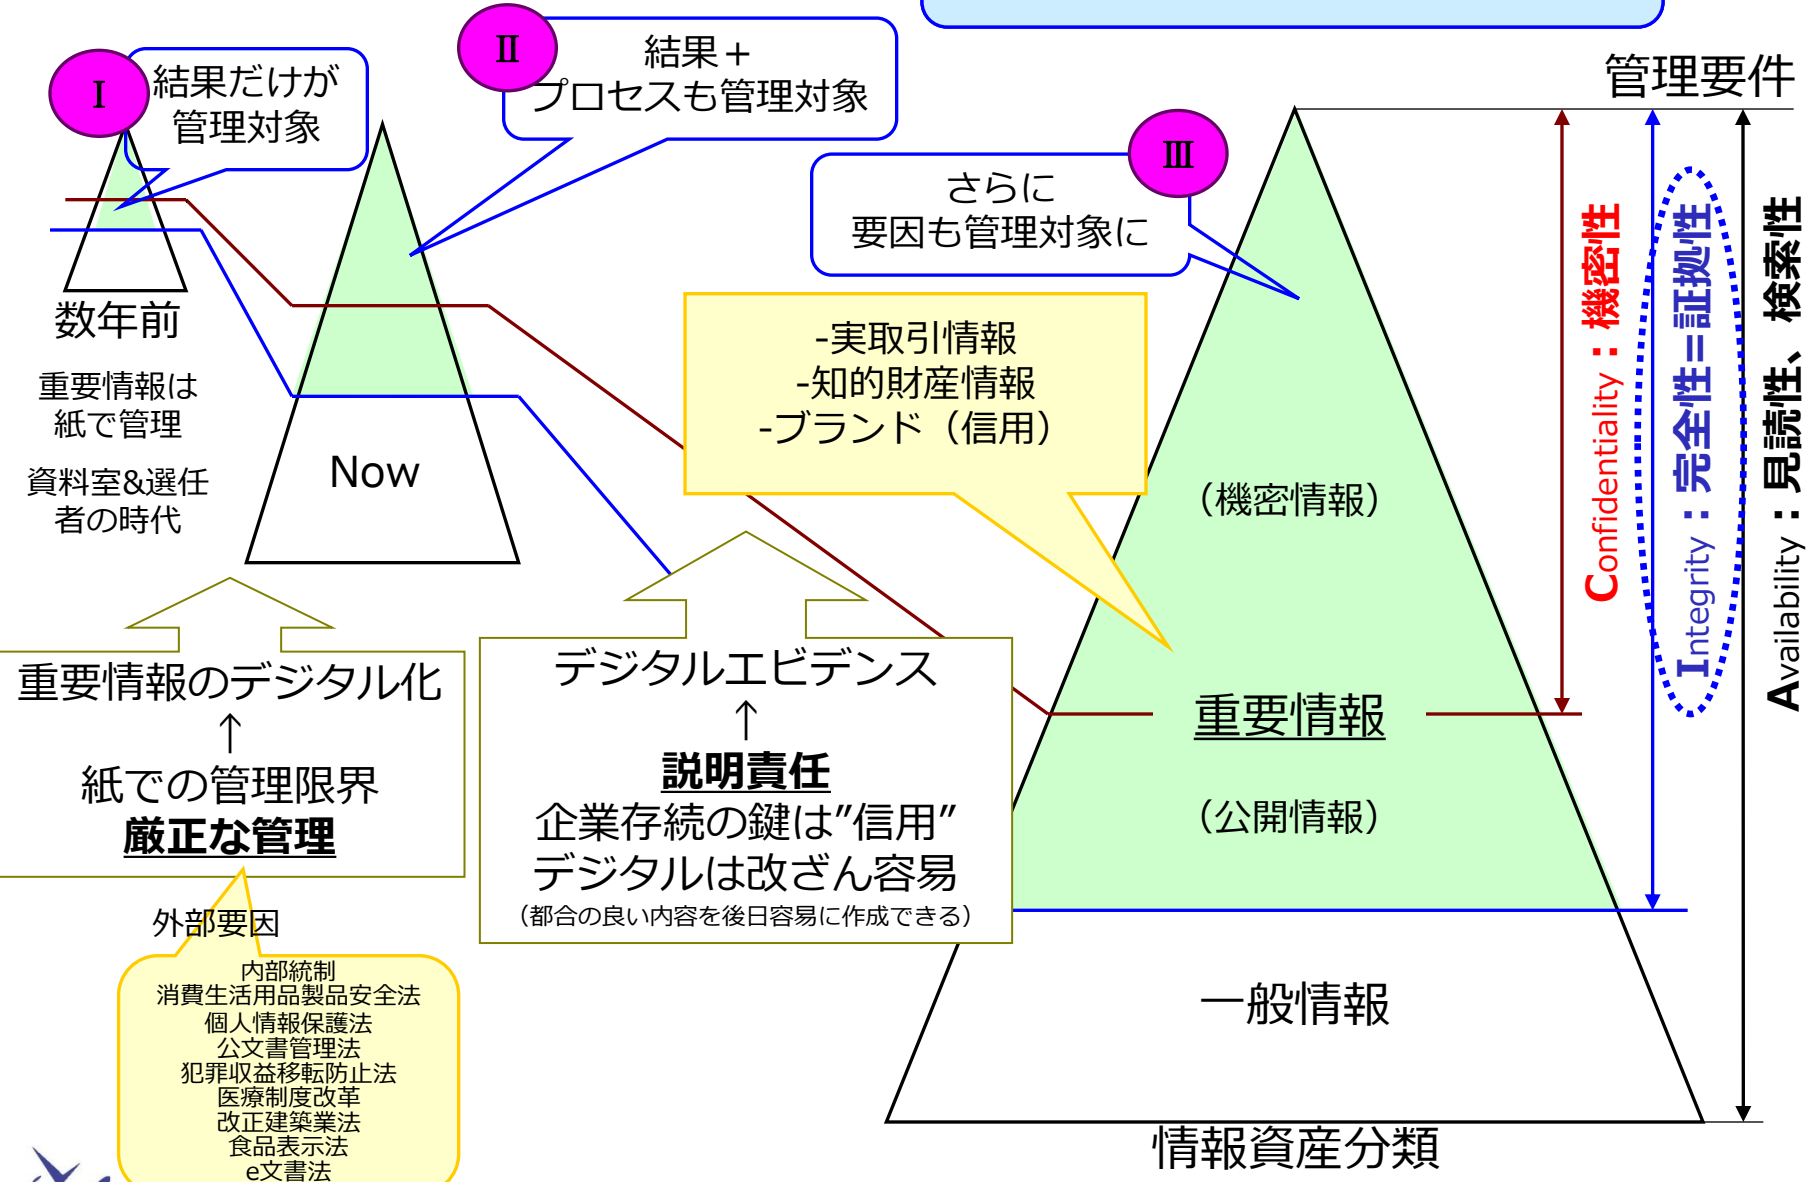 Ⅰ
結果だけが
管理対象
Ⅱ
結果＋
プロセスも管理対象
Ⅲ
さらに
要因も管理対象に
管理要件
数年前
重要情報は
紙で管理
資料室&選任
者の時代
Now
-実取引情報
-知的財産情報
-ブランド（信用）
（機密情報）
重要情報
（公開情報）
一般情報
情報資産分類
Confidentiality：機密性
Integrity：完全性＝証拠性
Availability：見読性、検索性
重要情報のデジタル化
↑
紙での管理限界
厳正な管理
デジタルエビデンス
↑
説明責任
企業存続の鍵は”信用”
デジタルは改ざん容易
（都合の良い内容を後日容易に作成できる）
外部要因
内部統制
消費生活用品製品安全法
個人情報保護法
公文書管理法
犯罪収益移転防止法
医療制度改革
改正建築業法
食品表示法
e文書法